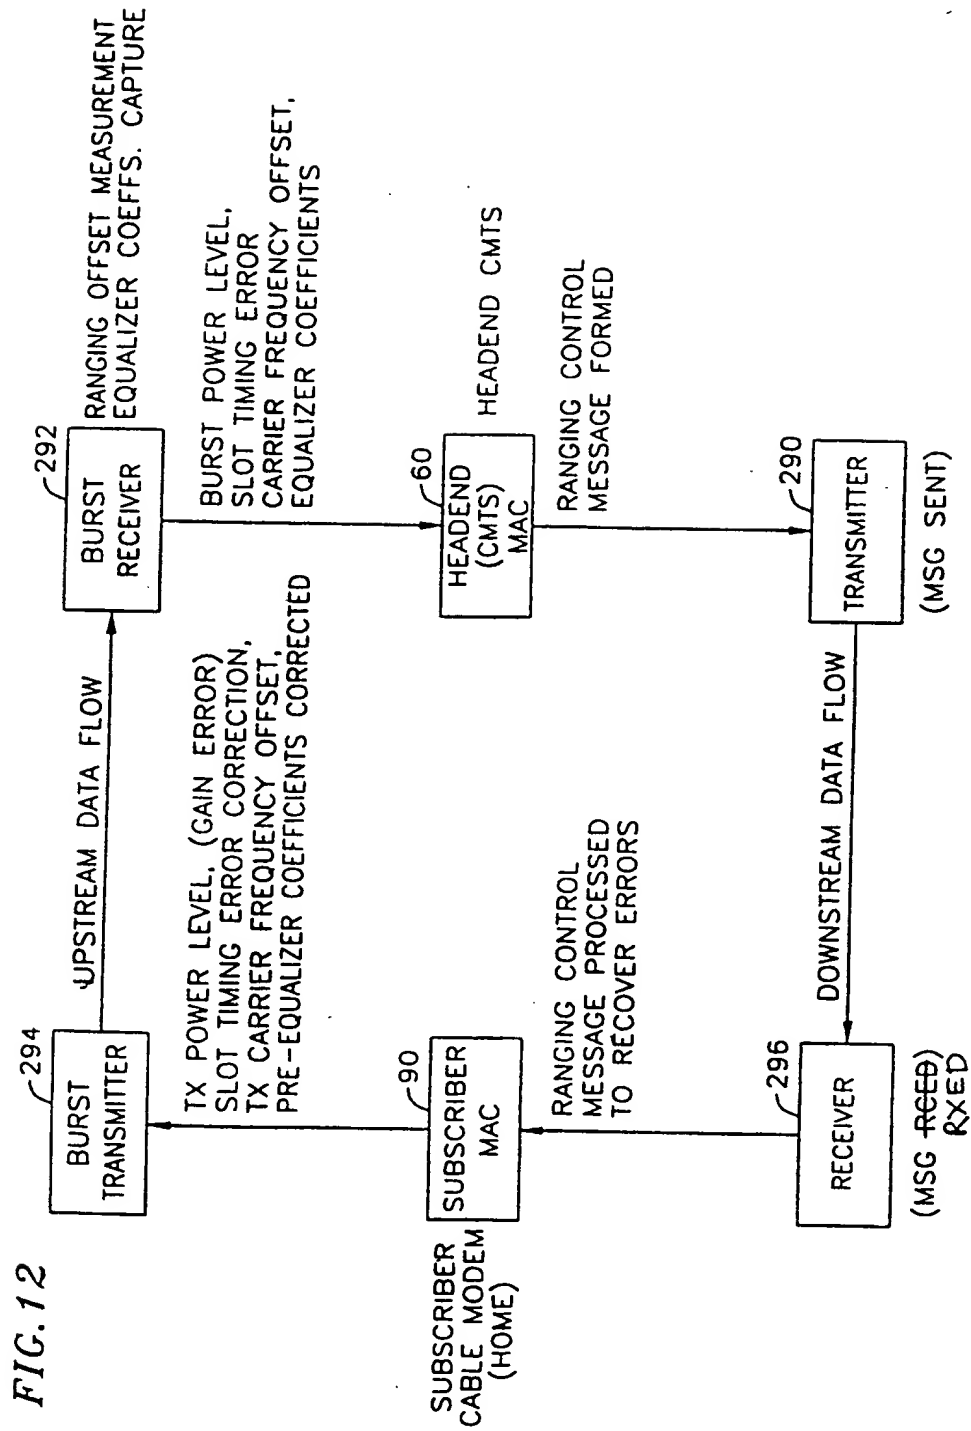 FIG.12
294
BURST
TRANSMITTER
UPSTREAM DATA FLOW
292
BURST
RECEIVER
RANGING OFFSET MEASUREMENT
EQUALIZER COEFFS. CAPTURE
TX POWER LEVEL, (GAIN ERROR)
SLOT TIMING ERROR CORRECTION,
TX CARRIER FREQUENCY OFFSET,
PRE-EQUALIZER COEFFICIENTS CORRECTED
BURST POWER LEVEL,
SLOT TIMING ERROR
CARRIER FREQUENCY OFFSET,
EQUALIZER COEFFICIENTS
SUBSCRIBER
CABLE MODEM
(HOME)
90
SUBSCRIBER
MAC
60
HEADEND
(CMTS)
MAC
HEADEND CMTS
RANGING CONTROL
MESSAGE PROCESSED
TO RECOVER ERRORS
RANGING CONTROL
MESSAGE FORMED
296
RECEIVER
(MSG RCED)
RXED
DOWNSTREAM DATA FLOW
290
TRANSMITTER
(MSG SENT)